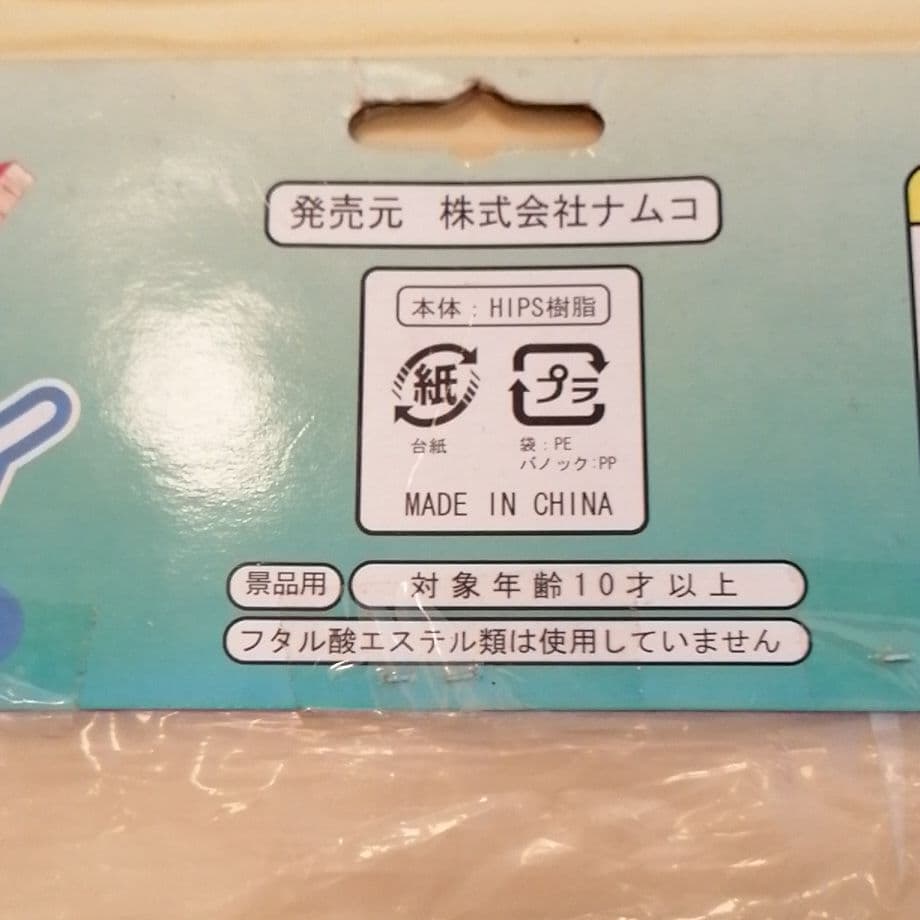 発売元 株式会社ナムコ
本体:HIPS樹脂
紙 プラ
台紙 袋:PE
バノック:PP
MADE IN CHINA
景品用 対象年齢10才以上
フタル酸エステル類は使用していません